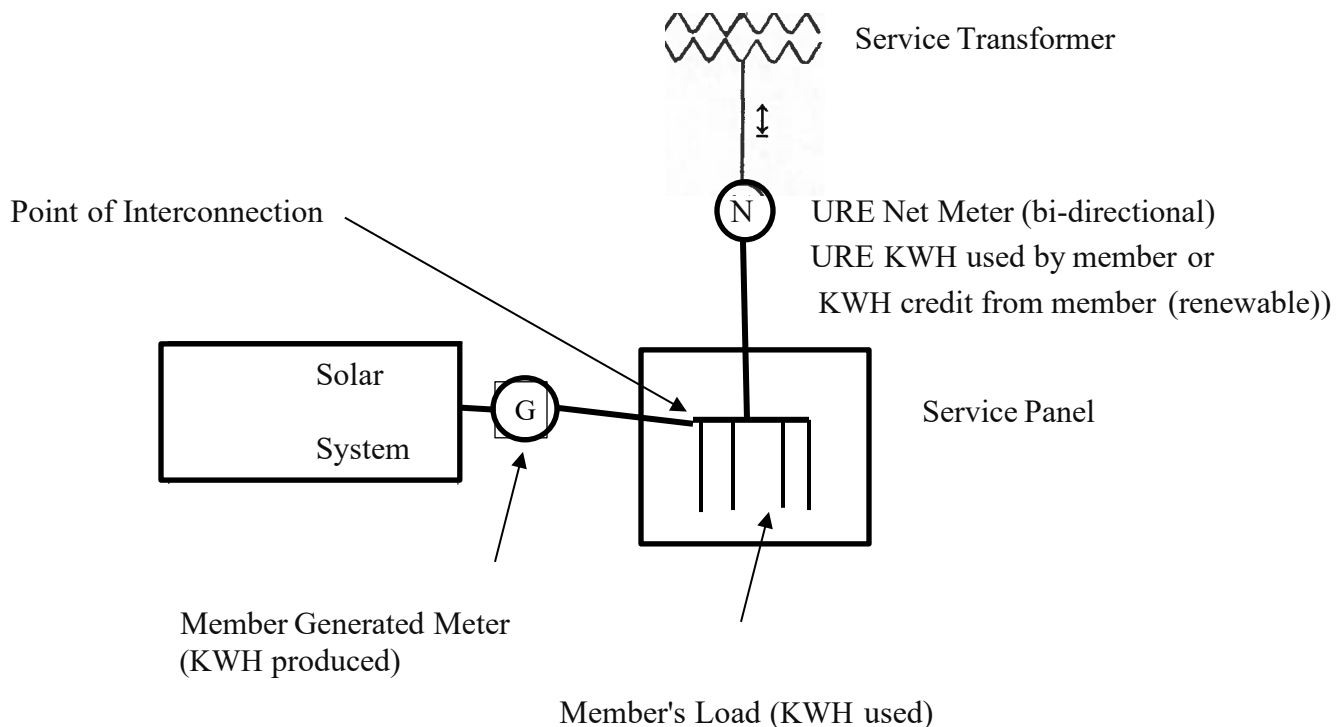 Service Transformer
Point of Interconnection
N
URE Net Meter (bi-directional)
URE KWH used by member or
KWH credit from member (renewable))
Solar
System
G
Service Panel
Member Generated Meter
(KWH produced)
Member's Load (KWH used)